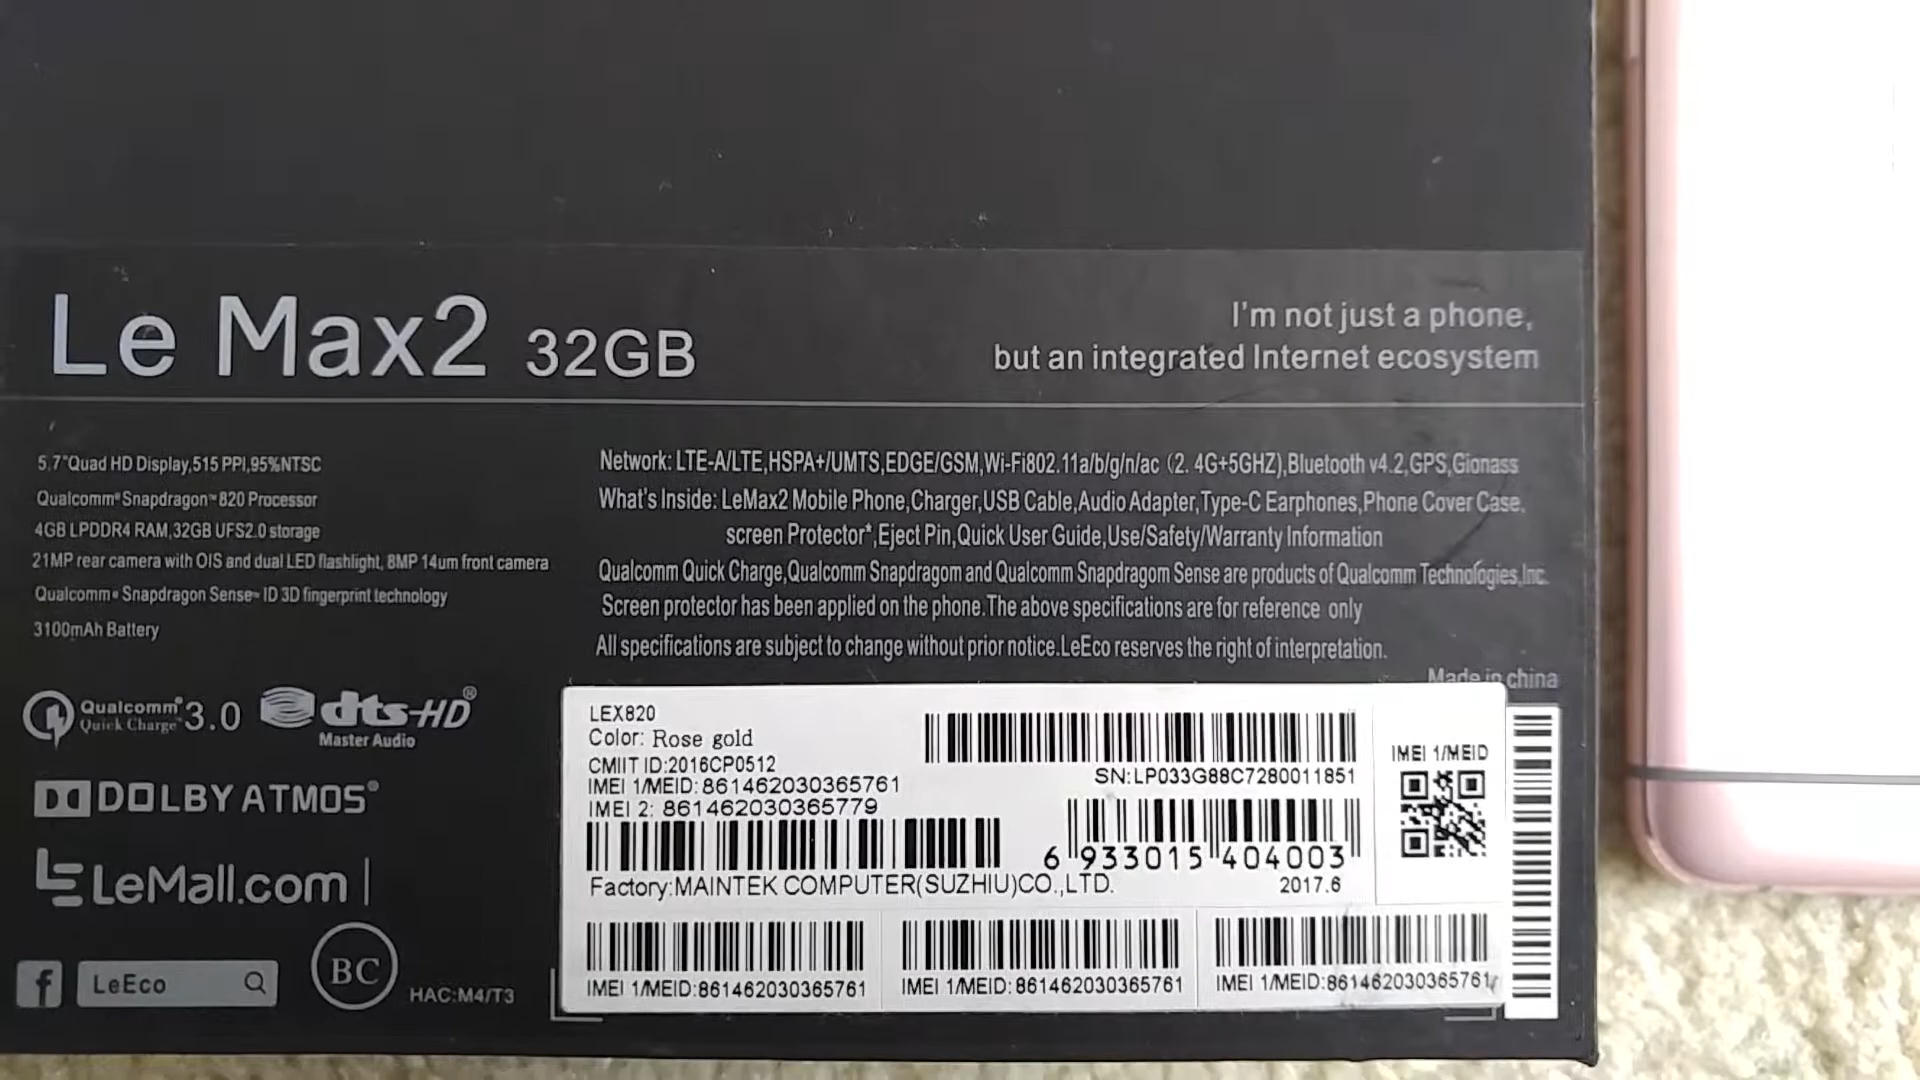 Le Max2 32GB
I'm not just a phone,
but an integrated Internet ecosystem
5.7"Quad HD Display,515 PPI,95%NTSC
Qualcomm® Snapdragon™ 820 Processor
4GB LPDDR4 RAM,32GB UFS2.0 storage
21MP rear camera with OIS and dual LED flashlight, 8MP 14um front camera
Qualcomm® Snapdragon Sense™ ID 3D fingerprint technology
3100mAh Battery
Network: LTE-A/LTE,HSPA+/UMTS,EDGE/GSM,Wi-Fi802.11a/b/g/n/ac (2. 4G+5GHZ),Bluetooth v4.2,GPS,Gionass
What's Inside: LeMax2 Mobile Phone,Charger,USB Cable,Audio Adapter,Type-C Earphones,Phone Cover Case,
screen Protector*,Eject Pin,Quick User Guide,Use/Safety/Warranty Information
Qualcomm Quick Charge,Qualcomm Snapdragom and Qualcomm Snapdragom Sense are products of Qualcomm Technologies,Inc.
Screen protector has been applied on the phone.The above specifications are for reference only
All specifications are subject to change without prior notice.LeEco reserves the right of interpretation.
Made in china
Qualcomm® Quick Charge™ 3.0
dts-HD®
Master Audio
DOLBY ATMOS®
LeMall.com
f LeEco
BC
HAC:M4/T3
LEX820
Color: Rose gold
CMIIT ID:2016CP0512
IMEI 1/MEID:861462030365761
IMEI 2: 861462030365779
SN:LP033G88C7280011851
6 933015 404003
Factory:MAINTEK COMPUTER(SUZHIU)CO.,LTD.
2017.6
IMEI 1/MEID
IMEI 1/MEID:861462030365761
IMEI 1/MEID:861462030365761
IMEI 1/MEID:861462030365761